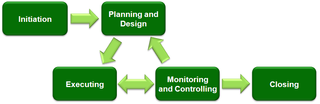 Initiation
Planning and
Design
Executing
Monitoring
and Controlling
Closing